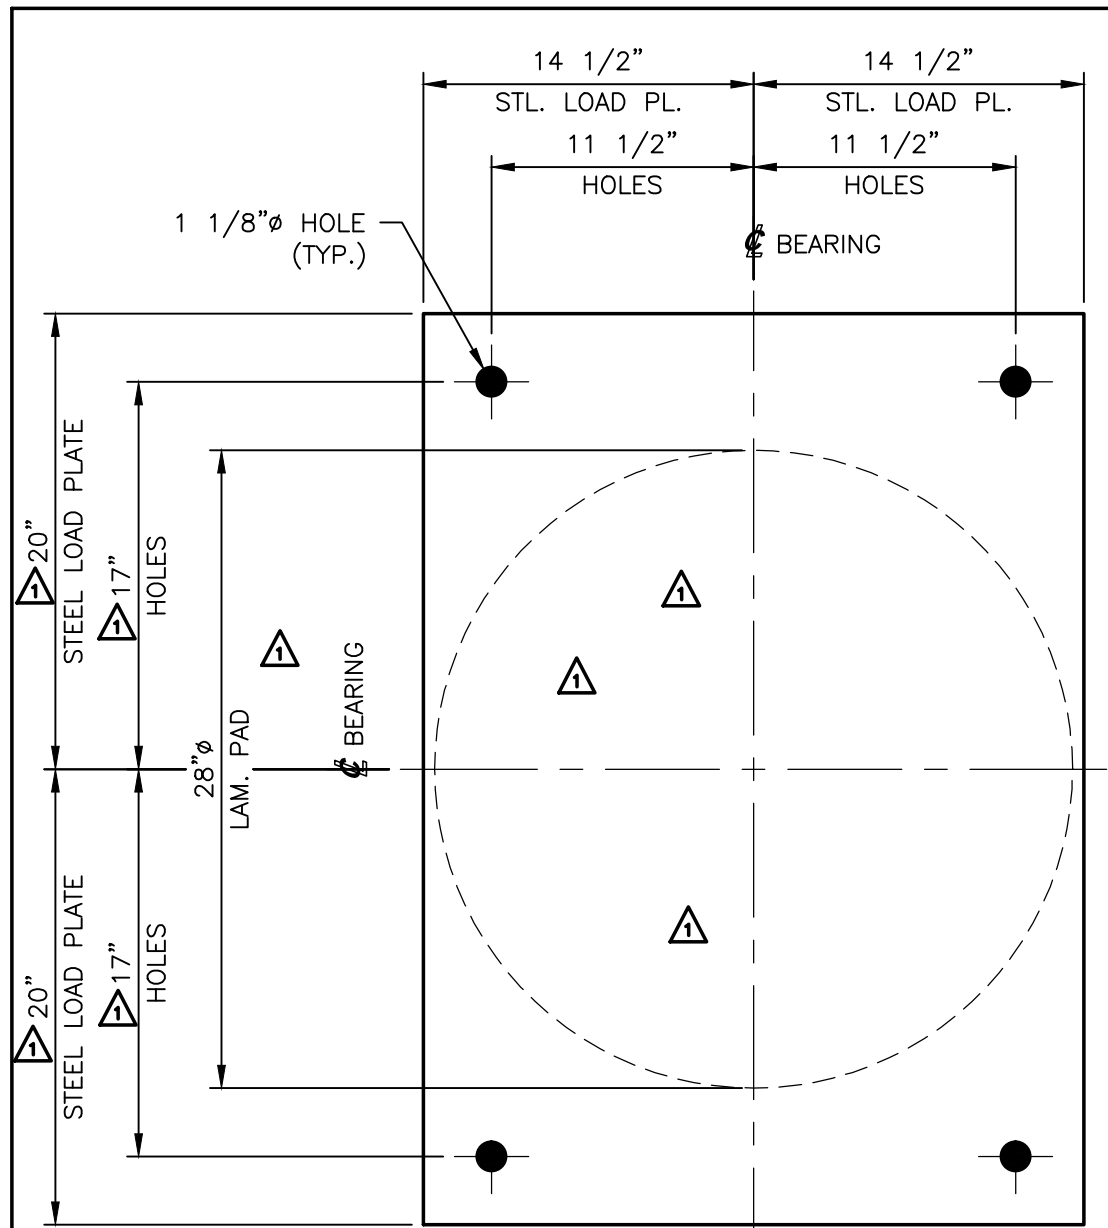 14 1/2"
14 1/2"
STL. LOAD PL.
STL. LOAD PL.
11 1/2"
11 1/2"
HOLES
HOLES
1 1/8"ø HOLE
(TYP.)
℄ BEARING
20"
STEEL LOAD PLATE
1
17"
HOLES
1
1
1
1
℄ BEARING
28"ø
LAM. PAD
1
20"
STEEL LOAD PLATE
1
17"
HOLES
1